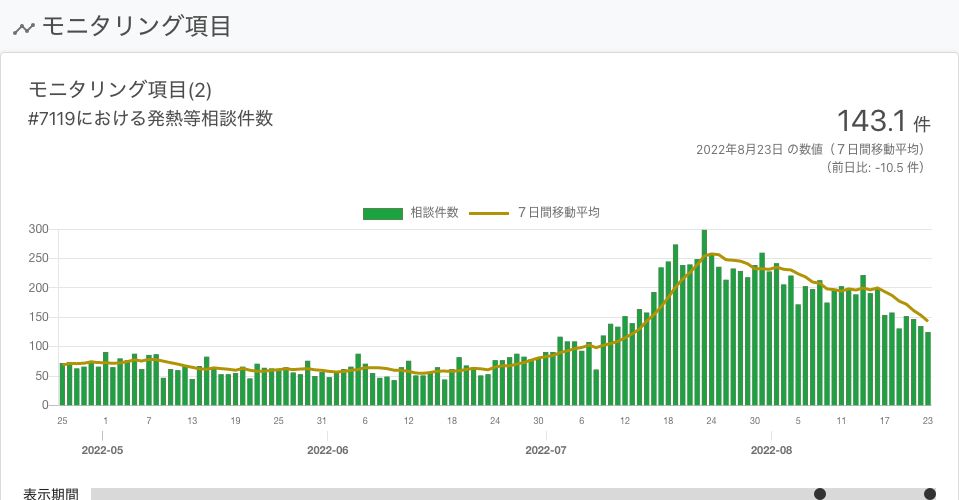 モニタリング項目
モニタリング項目(2)
#7119における発熱等相談件数
143.1 件
2022年8月23日 の数値（７日間移動平均）
（前日比: -10.5 件）
相談件数 ７日間移動平均
300
250
200
150
100
50
0
25 1 7 13 19 25 31 6 12 18 24 30 6 12 18 24 30 5 11 17 23
2022-05 2022-06 2022-07 2022-08
表示期間